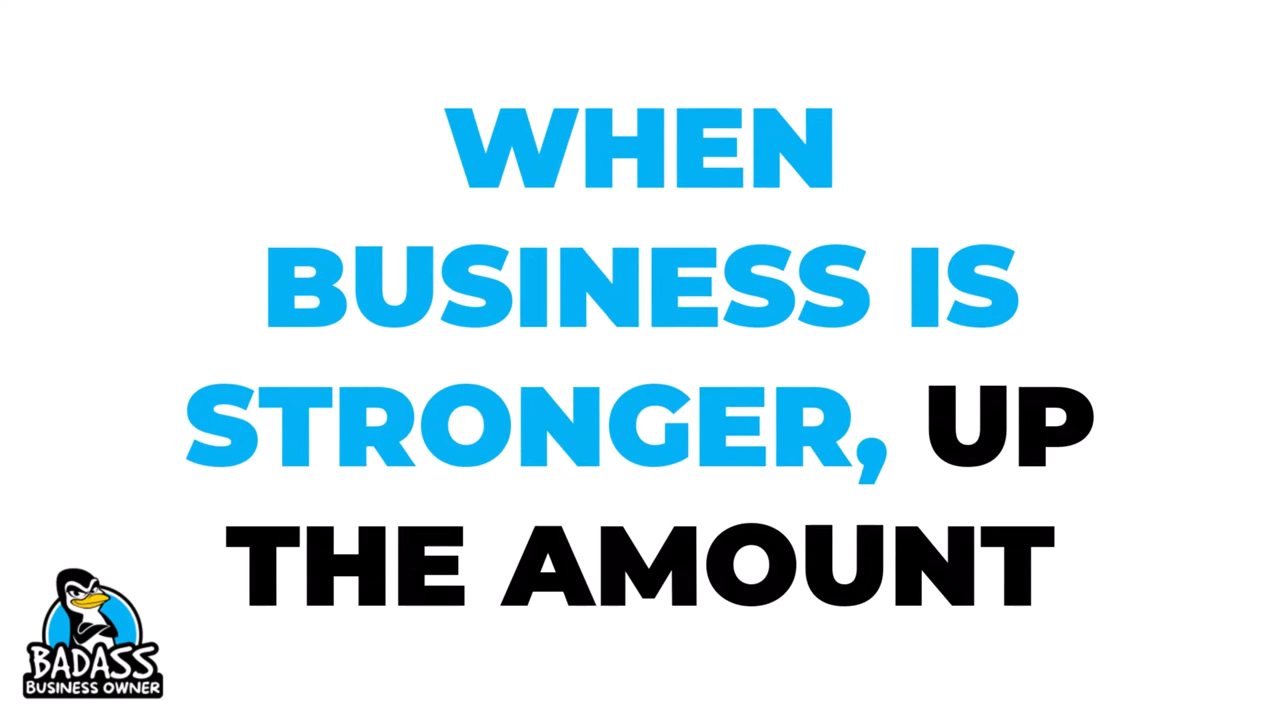 WHEN
BUSINESS IS
STRONGER, UP
THE AMOUNT
BADASS
BUSINESS OWNER